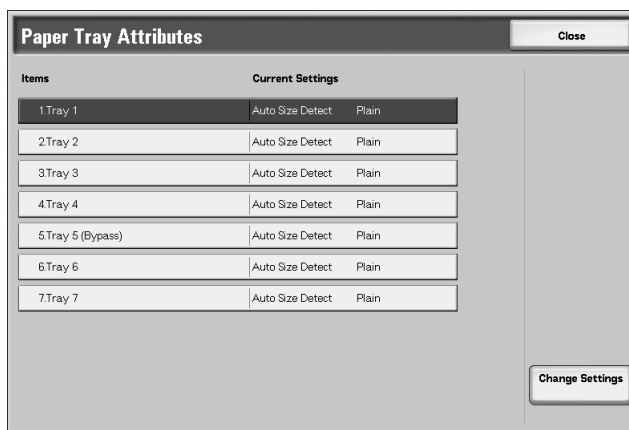 Paper Tray Attributes Close
Items Current Settings
1.Tray 1 Auto Size Detect Plain
2.Tray 2 Auto Size Detect Plain
3.Tray 3 Auto Size Detect Plain
4.Tray 4 Auto Size Detect Plain
5.Tray 5 (Bypass) Auto Size Detect Plain
6.Tray 6 Auto Size Detect Plain
7.Tray 7 Auto Size Detect Plain
Change Settings